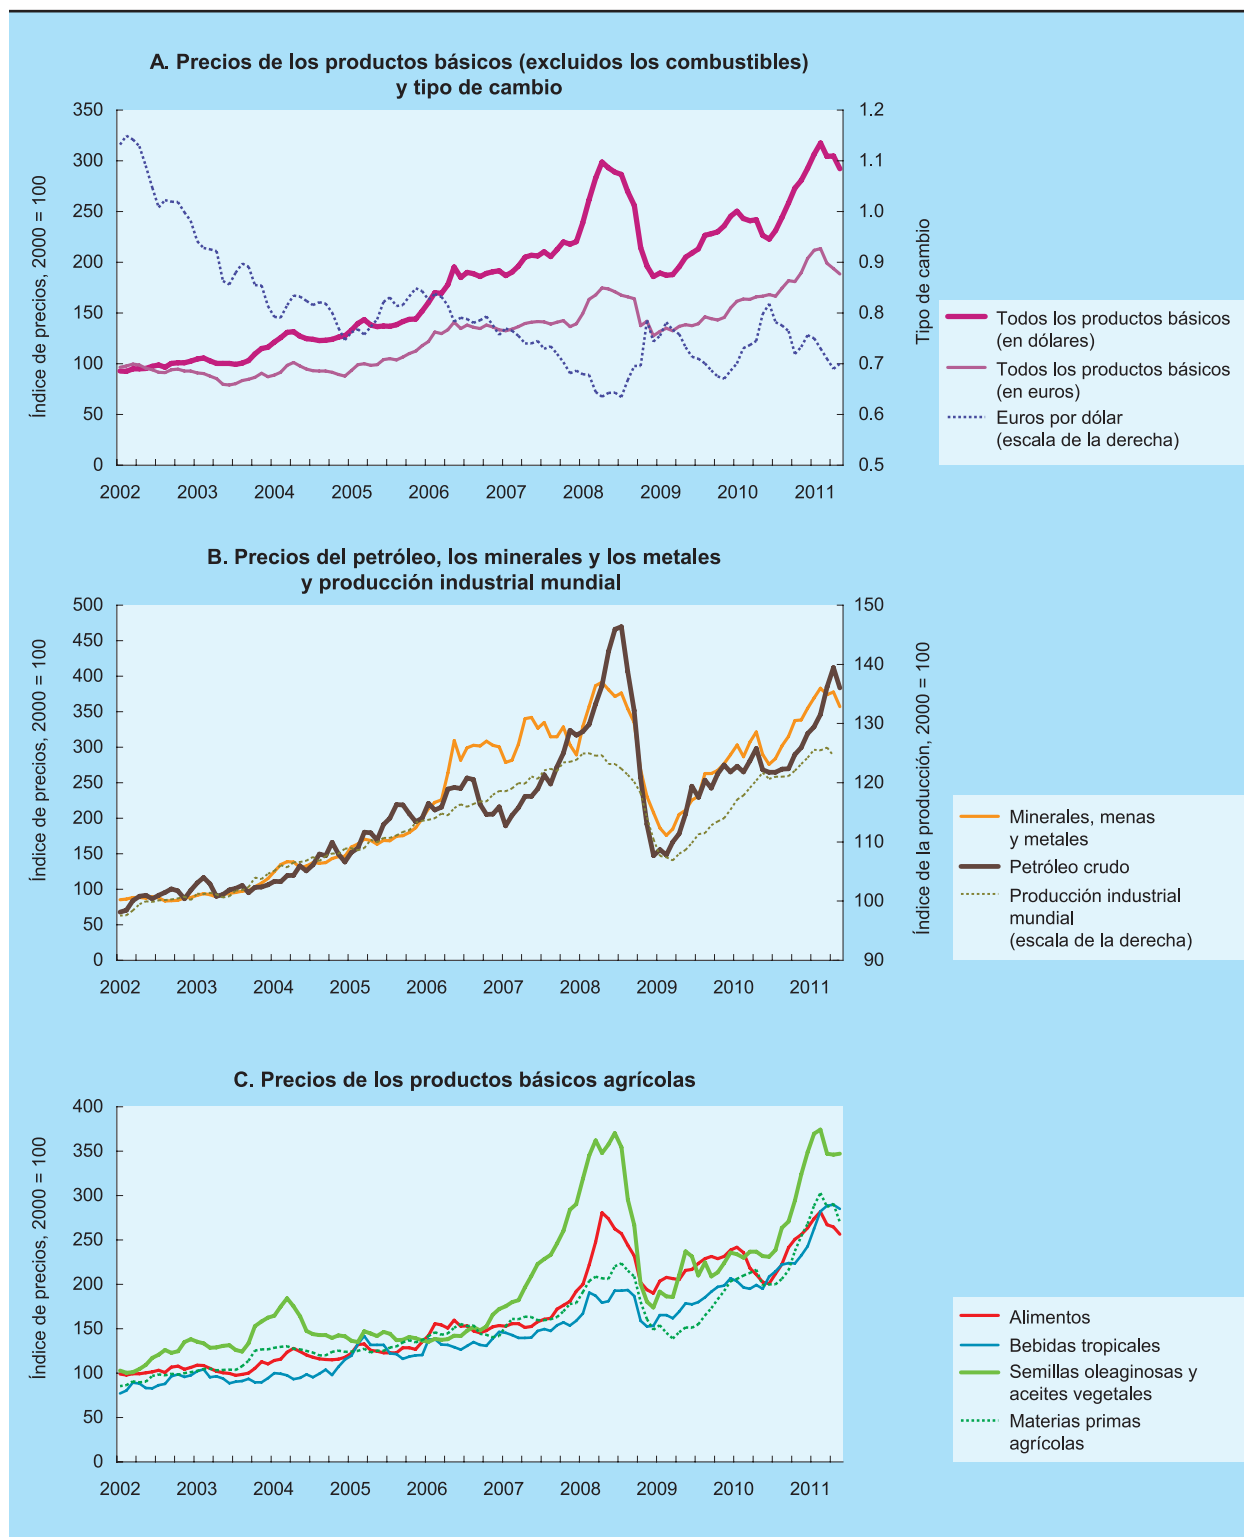 A. Precios de los productos básicos (excluidos los combustibles)
y tipo de cambio
Índice de precios, 2000 = 100
350
300
250
200
150
100
50
0
1.2
1.1
1.0
0.9
0.8
0.7
0.6
0.5
Tipo de cambio
2002 2003 2004 2005 2006 2007 2008 2009 2010 2011
Todos los productos básicos
(en dólares)
Todos los productos básicos
(en euros)
Euros por dólar
(escala de la derecha)
B. Precios del petróleo, los minerales y los metales
y producción industrial mundial
Índice de precios, 2000 = 100
500
450
400
350
300
250
200
150
100
50
0
150
140
130
120
110
100
90
Índice de la producción, 2000 = 100
2002 2003 2004 2005 2006 2007 2008 2009 2010 2011
Minerales, menas
y metales
Petróleo crudo
Producción industrial
mundial
(escala de la derecha)
C. Precios de los productos básicos agrícolas
Índice de precios, 2000 = 100
400
350
300
250
200
150
100
50
0
2002 2003 2004 2005 2006 2007 2008 2009 2010 2011
Alimentos
Bebidas tropicales
Semillas oleaginosas y
aceites vegetales
Materias primas
agrícolas